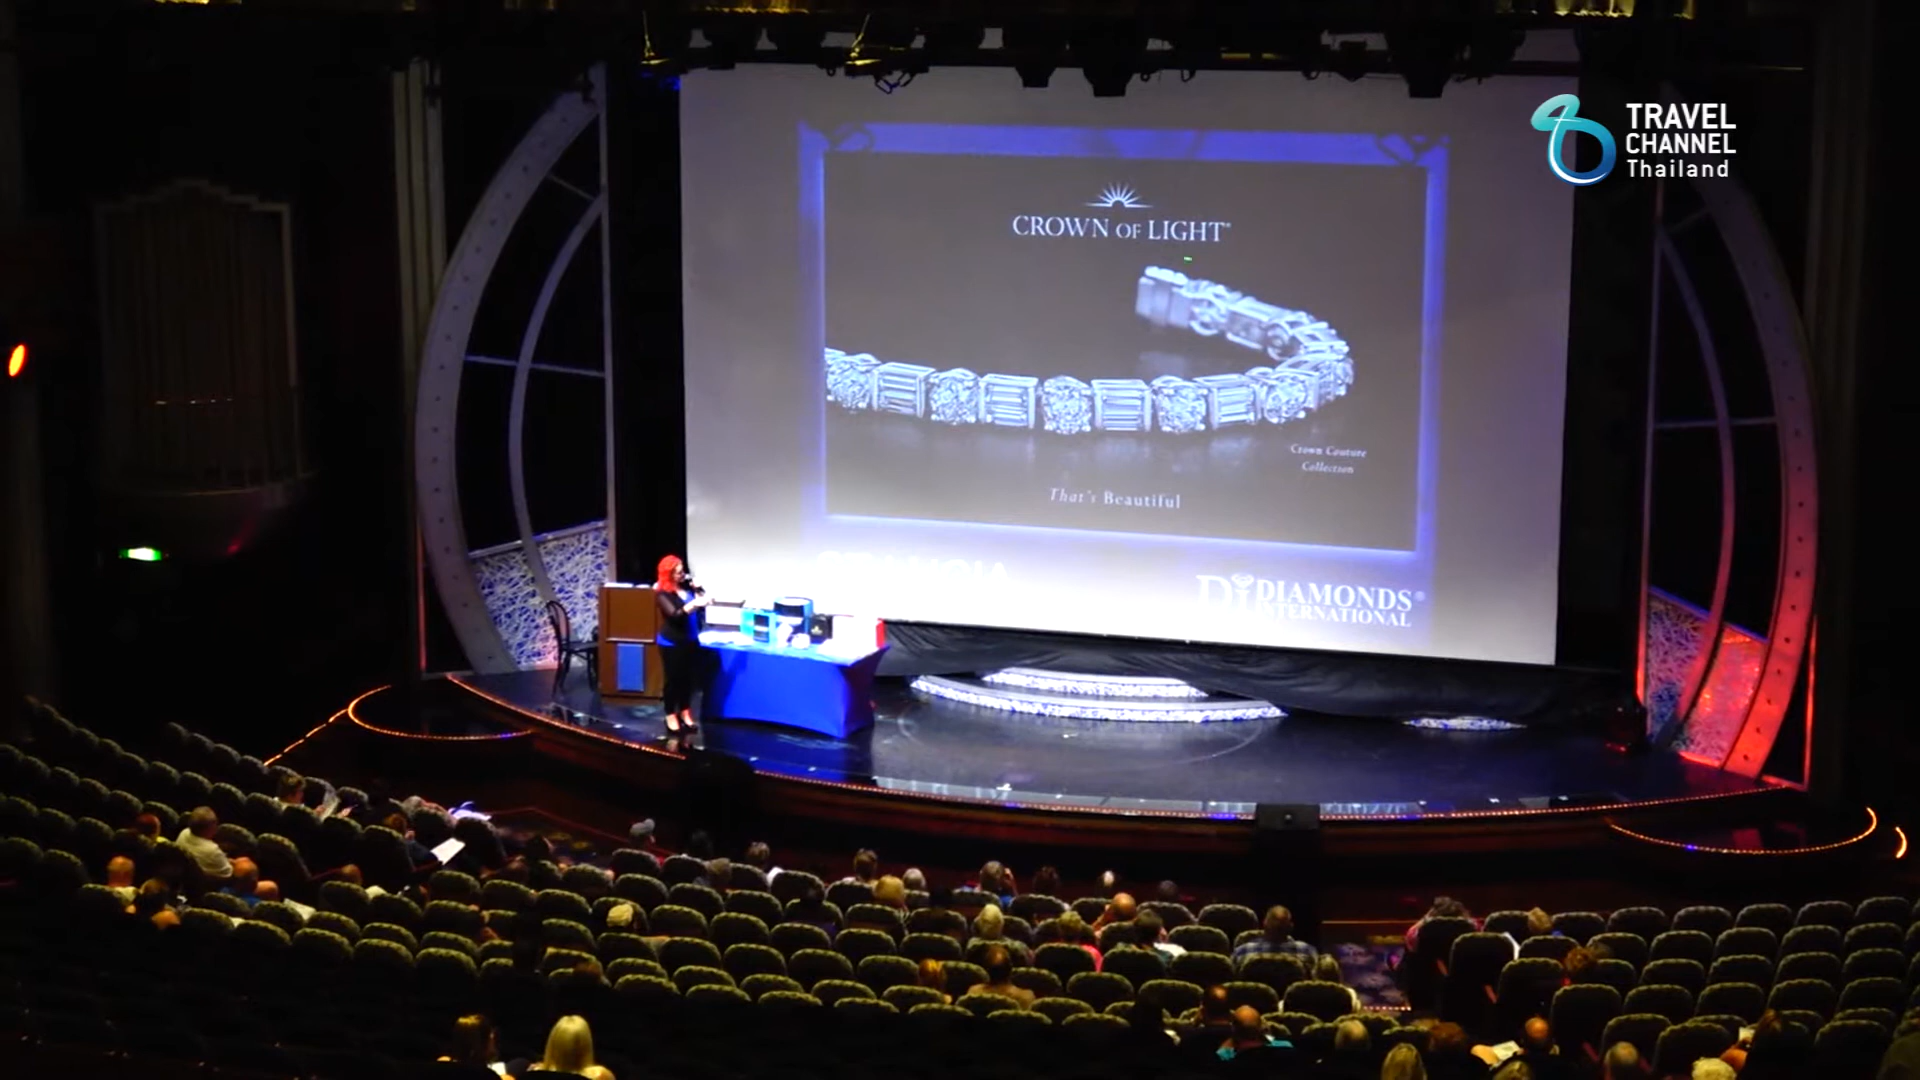 TRAVEL
CHANNEL
Thailand
CROWN OF LIGHT®
Crown Couture
Collection
That's Beautiful
DIAMONDS®
INTERNATIONAL